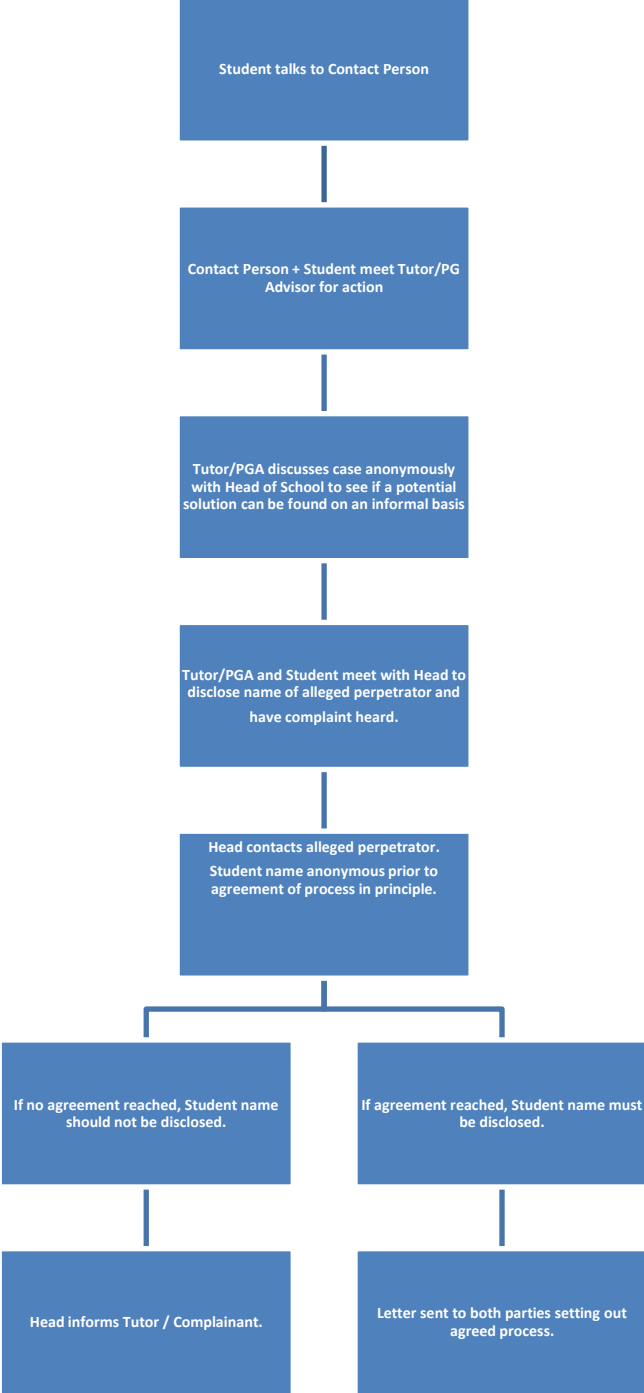 Student talks to Contact Person
Contact Person + Student meet Tutor/PG
Advisor for action
Tutor/PGA discusses case anonymously
with Head of School to see if a potential
solution can be found on an informal basis
Tutor/PGA and Student meet with Head to
disclose name of alleged perpetrator and
have complaint heard.
Head contacts alleged perpetrator.
Student name anonymous prior to
agreement of process in principle.
If no agreement reached, Student name
should not be disclosed.
If agreement reached, Student name must
be disclosed.
Head informs Tutor / Complainant.
Letter sent to both parties setting out
agreed process.